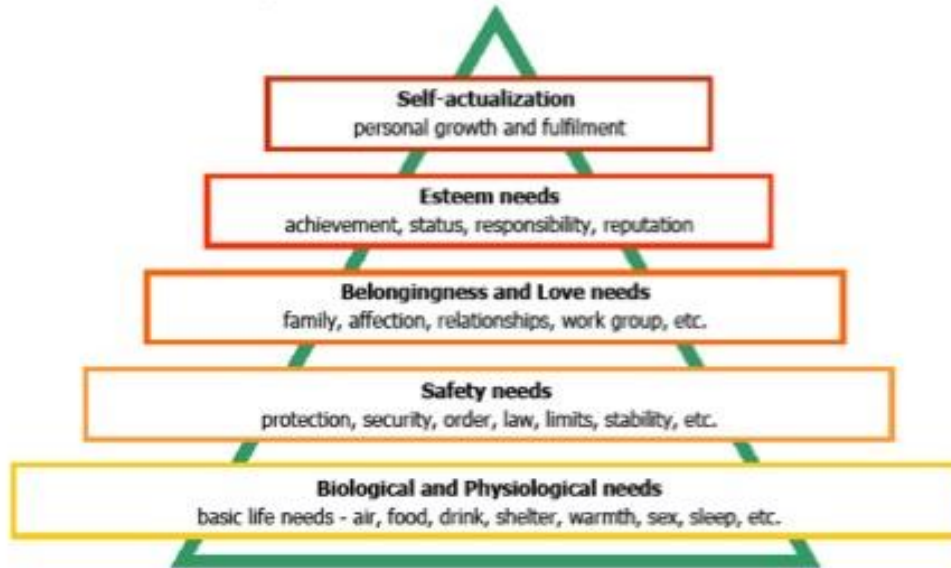 Self-actualization
personal growth and fulfilment
Esteem needs
achievement, status, responsibility, reputation
Belongingness and Love needs
family, affection, relationships, work group, etc.
Safety needs
protection, security, order, law, limits, stability, etc.
Biological and Physiological needs
basic life needs - air, food, drink, shelter, warmth, sex, sleep, etc.